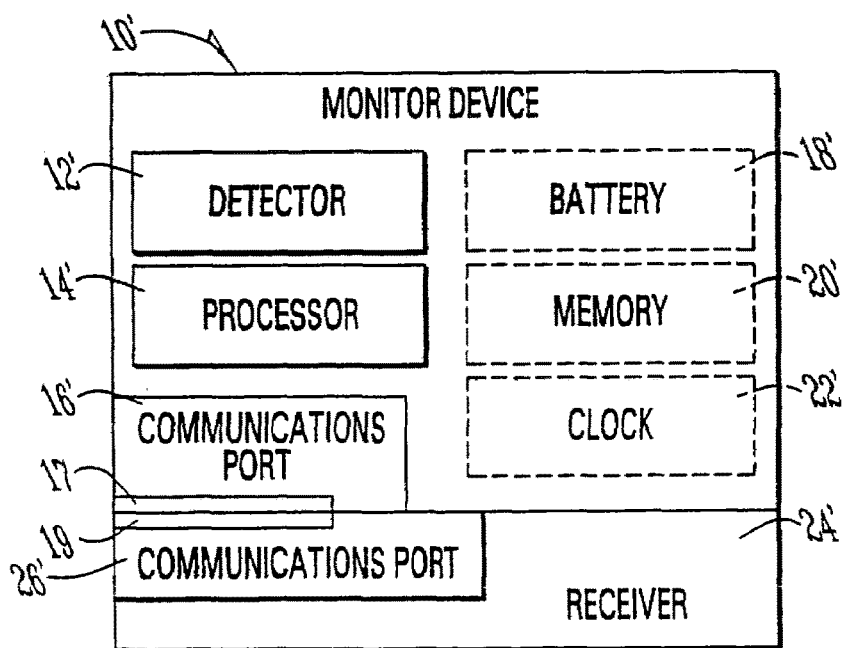 10'
MONITOR DEVICE
12'
DETECTOR
BATTERY
18'
14'
PROCESSOR
MEMORY
20'
16'
COMMUNICATIONS
PORT
CLOCK
22'
17
19
26'
COMMUNICATIONS PORT
24'
RECEIVER